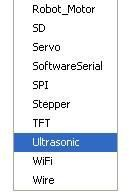 Robot_Motor
SD
Servo
SoftwareSerial
SPI
Stepper
TFT
Ultrasonic
WiFi
Wire